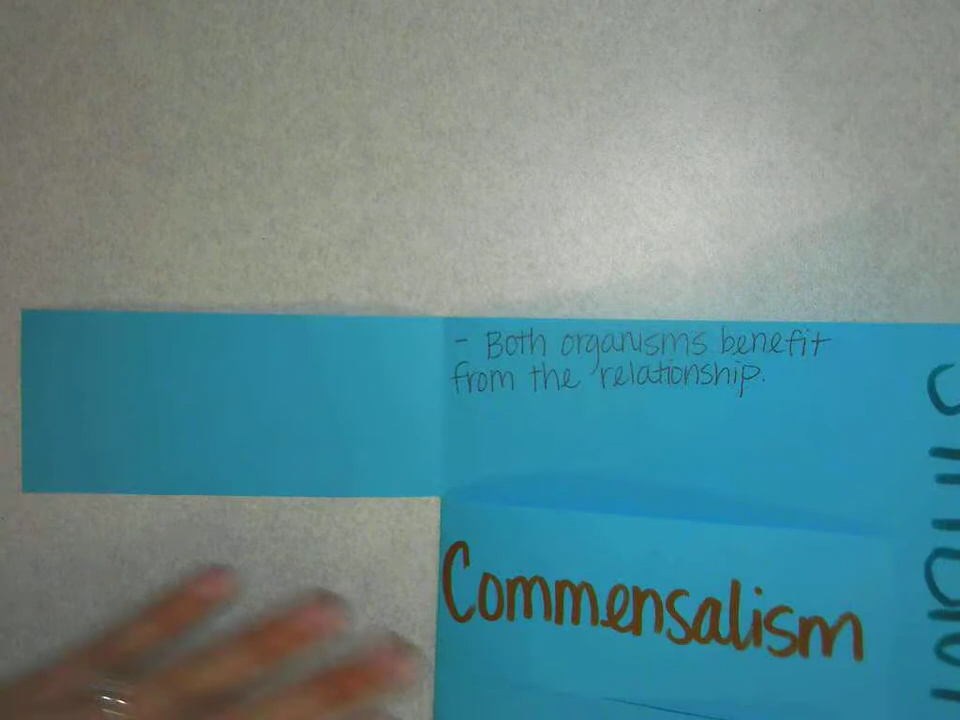 - Both organisms benefit
from the relationship.
Commensalism